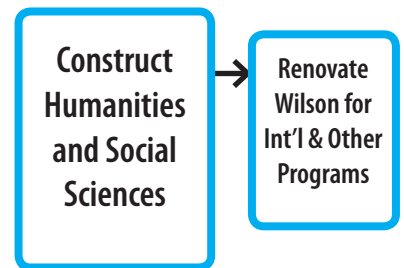 Construct
Humanities
and Social
Sciences
Renovate
Wilson for
Int’l & Other
Programs